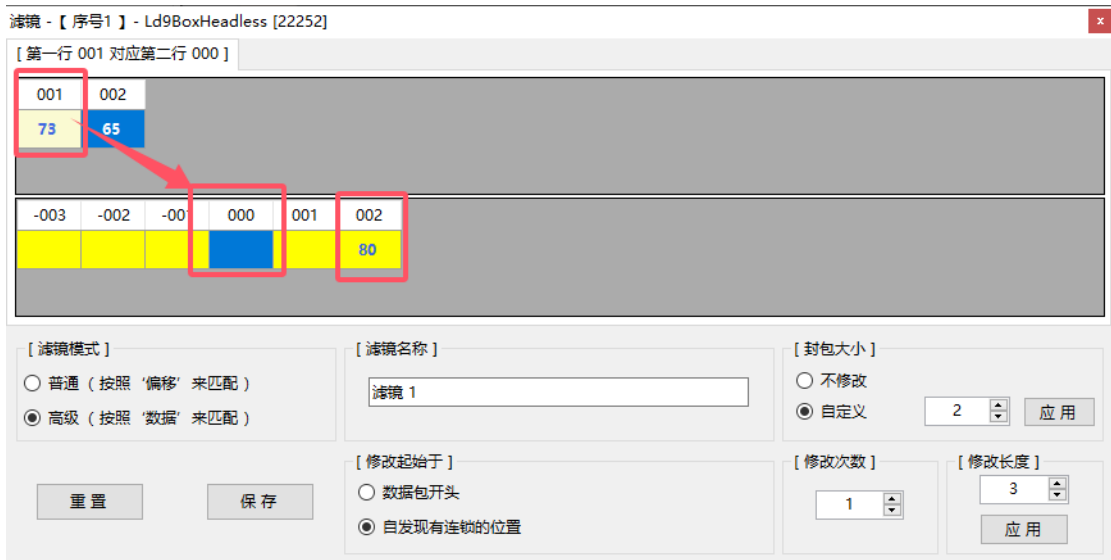 滤镜 -【 序号1 】- Ld9BoxHeadless [22252]
x
[ 第一行 001 对应第二行 000 ]
001 002
73 65
-003 -002 -00 000 001 002
80
[ 滤镜模式 ]
普通 ( 按照 '偏移' 来匹配 )
高级 ( 按照 '数据' 来匹配 )
[ 滤镜名称 ]
滤镜 1
[ 封包大小 ]
不修改
自定义 2 应 用
重 置 保 存
[ 修改起始于 ]
数据包开头
自发现有连锁的位置
[ 修改次数 ]
1
[ 修改长度 ]
3
应 用